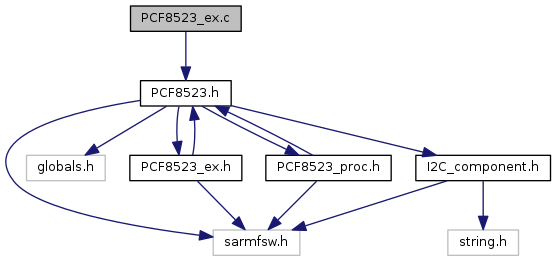 PCF8523_ex.c
PCF8523.h
globals.h
PCF8523_ex.h
PCF8523_proc.h
I2C_component.h
sarmfsw.h
string.h